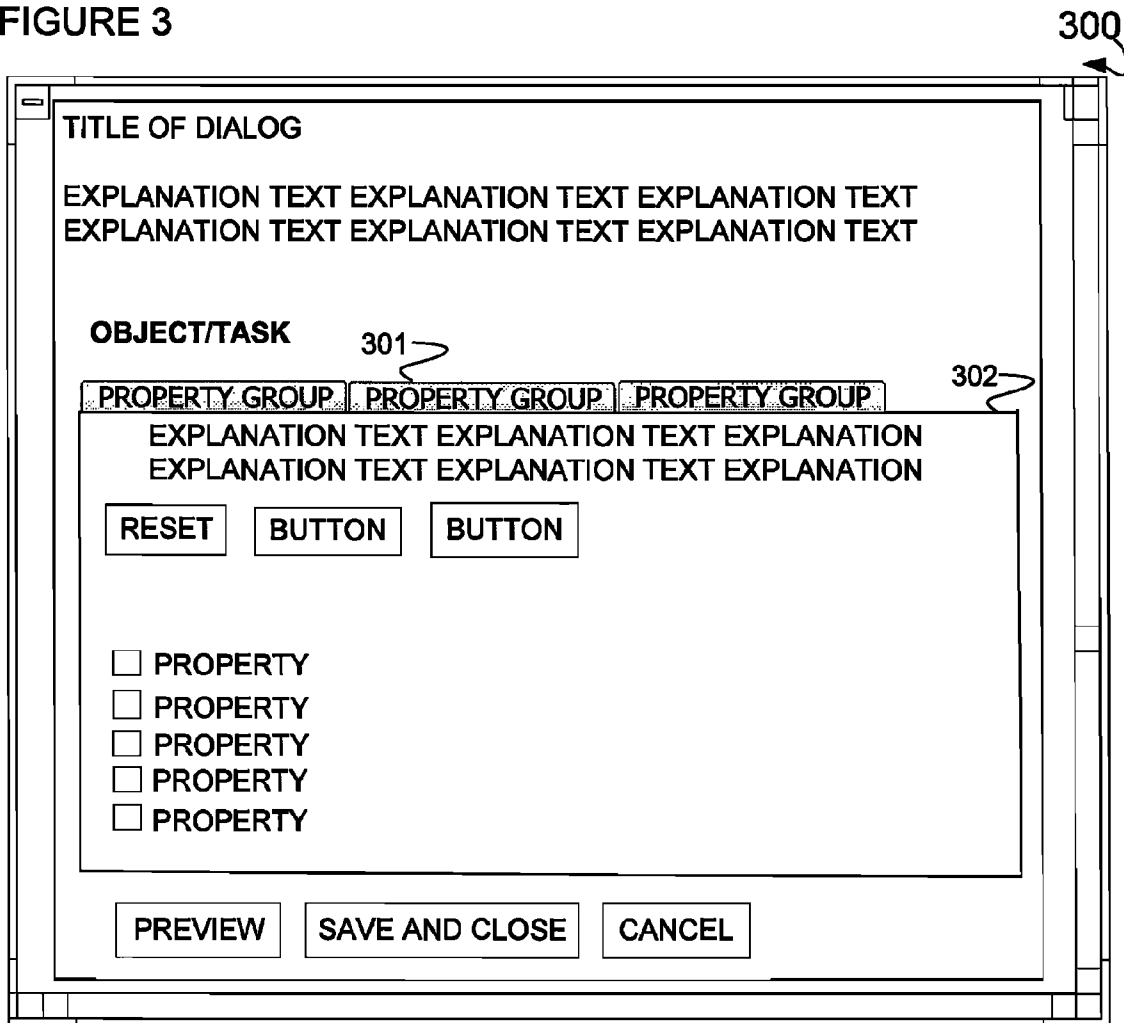 FIGURE 3
300
TITLE OF DIALOG
EXPLANATION TEXT EXPLANATION TEXT EXPLANATION TEXT
EXPLANATION TEXT EXPLANATION TEXT EXPLANATION TEXT
OBJECT/TASK
301
302
PROPERTY GROUP PROPERTY GROUP PROPERTY GROUP
EXPLANATION TEXT EXPLANATION TEXT EXPLANATION
EXPLANATION TEXT EXPLANATION TEXT EXPLANATION
RESET BUTTON BUTTON
PROPERTY
PROPERTY
PROPERTY
PROPERTY
PROPERTY
PREVIEW SAVE AND CLOSE CANCEL